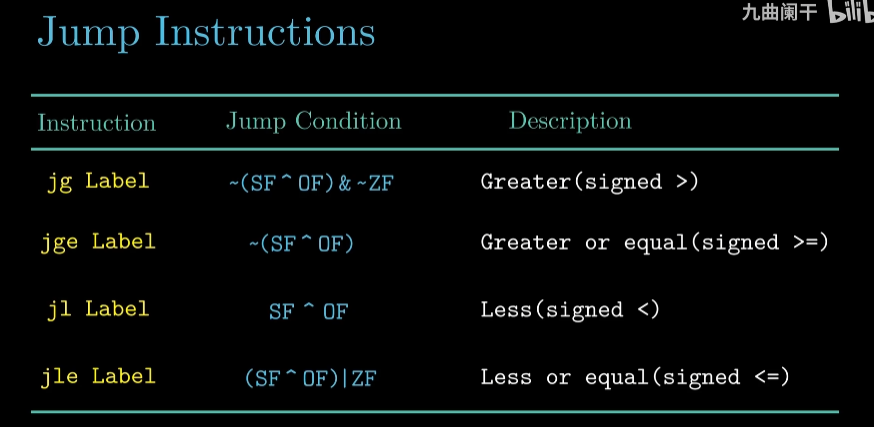 九曲阑干
Jump Instructions
Instruction Jump Condition Description
jg Label ~(SF^OF)&~ZF Greater(signed >)
jge Label ~(SF^OF) Greater or equal(signed >=)
jl Label SF ^ OF Less(signed <)
jle Label (SF^OF)|ZF Less or equal(signed <=)